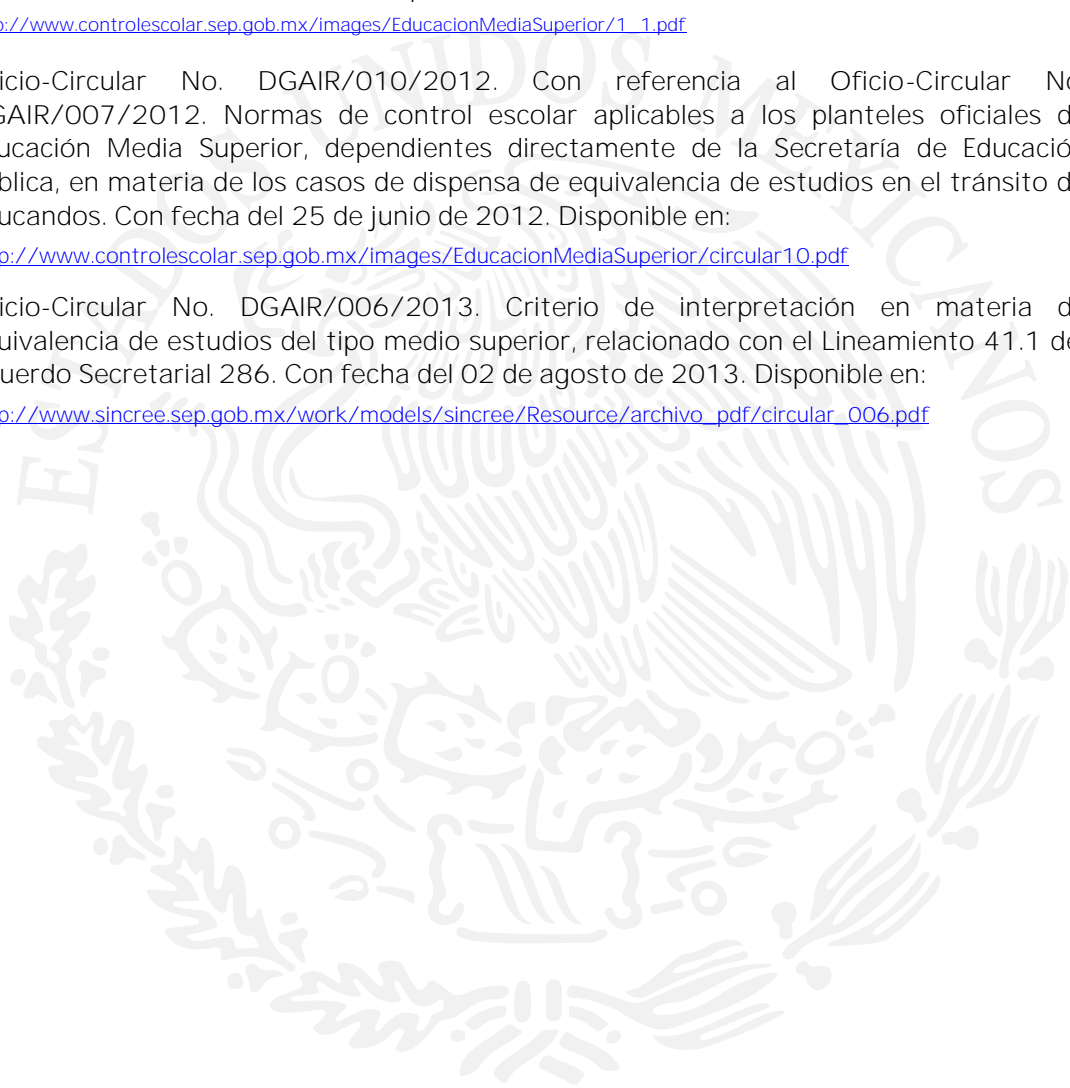 p://www.controlescolar.sep.gob.mx/images/EducacionMediaSuperior/1_1.pdf
icio-Circular No. DGAIR/010/2012. Con referencia al Oficio-Circular No
GAIR/007/2012. Normas de control escolar aplicables a los planteles oficiales d
ucación Media Superior, dependientes directamente de la Secretaría de Educació
blica, en materia de los casos de dispensa de equivalencia de estudios en el tránsito d
ucandos. Con fecha del 25 de junio de 2012. Disponible en:
p://www.controlescolar.sep.gob.mx/images/EducacionMediaSuperior/circular10.pdf
icio-Circular No. DGAIR/006/2013. Criterio de interpretación en materia d
uivalencia de estudios del tipo medio superior, relacionado con el Lineamiento 41.1 de
uerdo Secretarial 286. Con fecha del 02 de agosto de 2013. Disponible en:
p://www.sincree.sep.gob.mx/work/models/sincree/Resource/archivo_pdf/circular_006.pdf
ESTADOS UNIDOS MEXICANOS